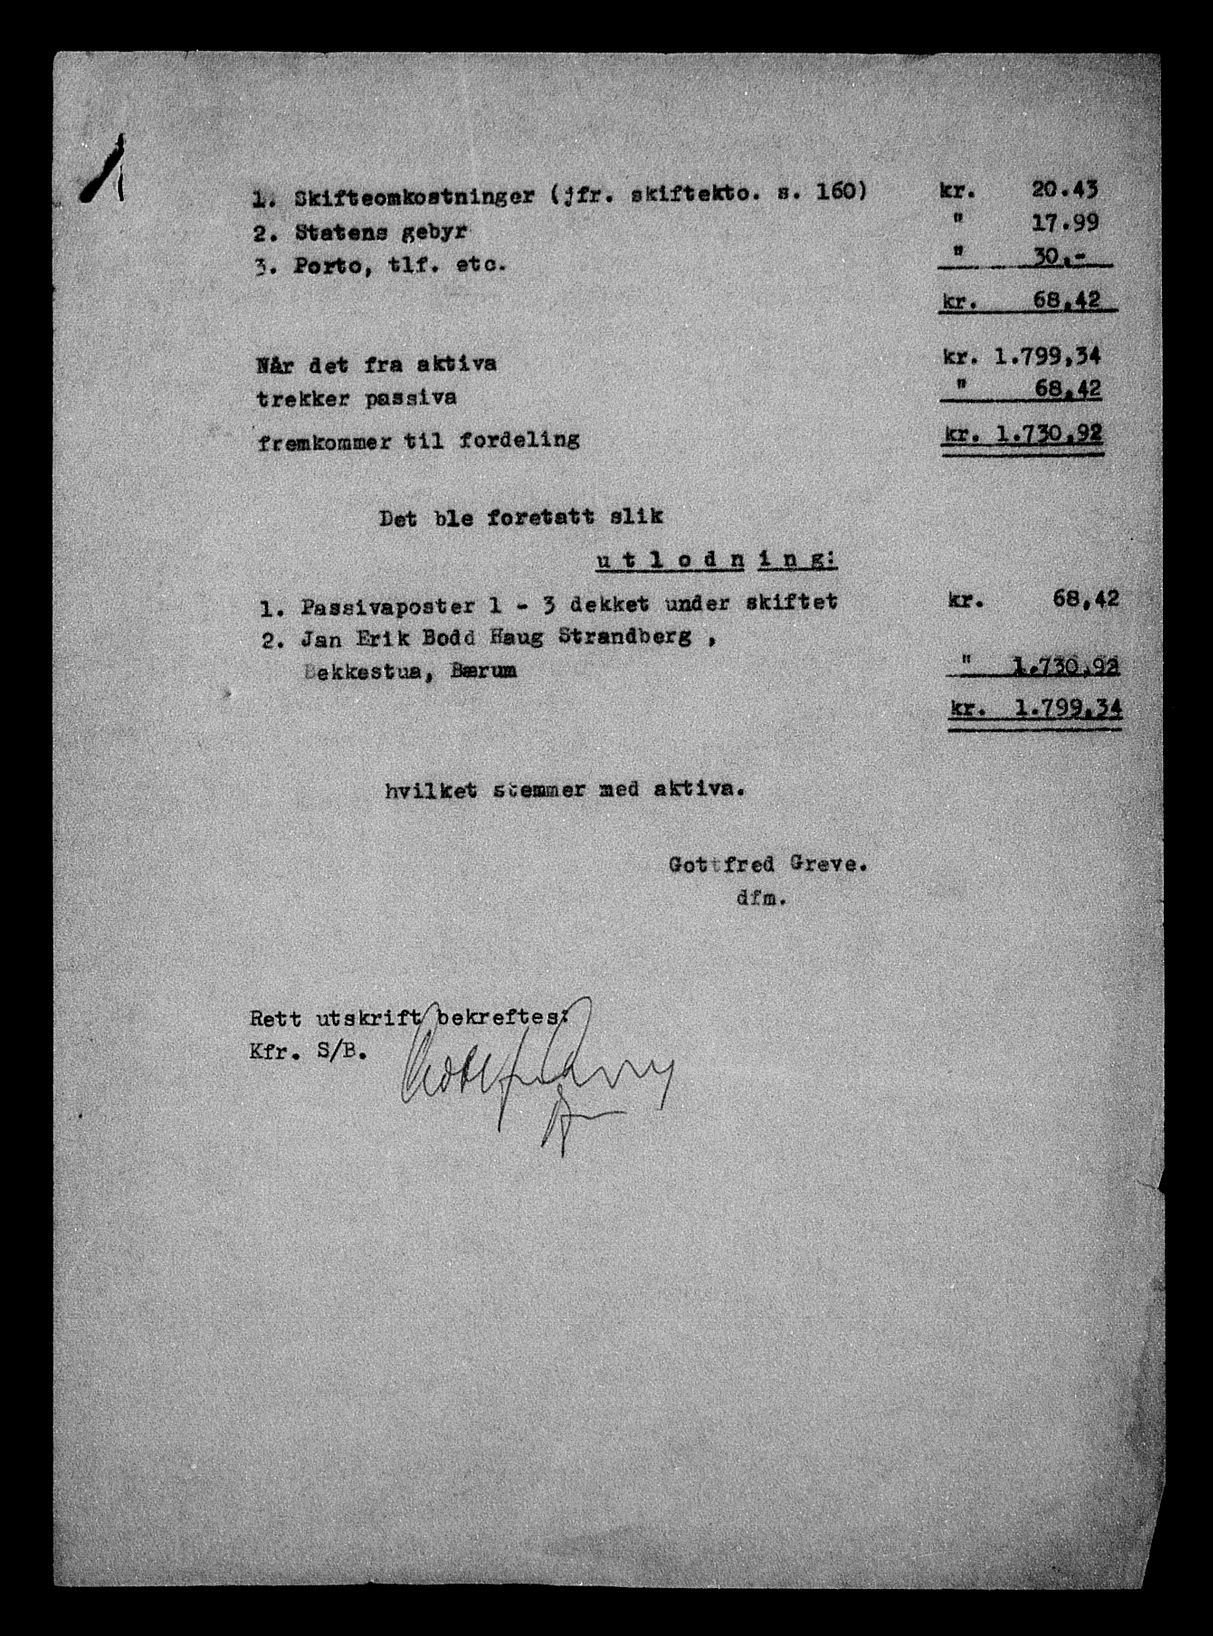 1. Skifteomkostninger (jfr. skiftekto. s. 160) kr. 20.43
2. Statens gebyr " 17.99
3. Porto, tlf. etc. " 30.-
kr. 68,42
Når det fra aktiva kr. 1.799,34
trekker passiva " 68,42
fremkommer til fordeling kr. 1.730,92
Det ble foretatt slik
u t l o d n i n g:
1. Passivaposter 1 - 3 dekket under skiftet kr. 68,42
2. Jan Erik Bodd Haug Strandberg ,
Bekkestua, Bærum " 1.730,92
kr. 1.799,34
hvilket stemmer med aktiva.
Gottfred Greve.
dfm.
Rett utskrift bekreftes:
Kfr. S/B.